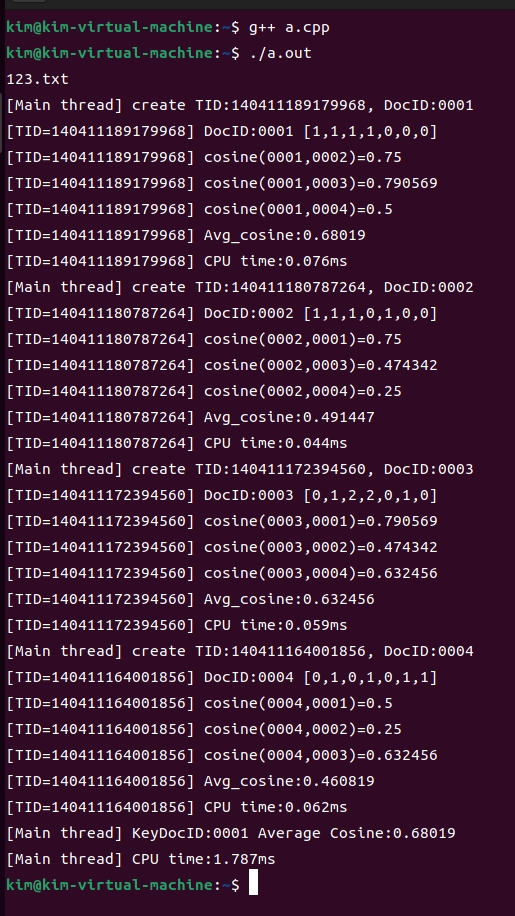 kim@kim-virtual-machine:~$ g++ a.cpp
kim@kim-virtual-machine:~$ ./a.out
123.txt
[Main thread] create TID:140411189179968, DocID:0001
[TID=140411189179968] DocID:0001 [1,1,1,1,0,0,0]
[TID=140411189179968] cosine(0001,0002)=0.75
[TID=140411189179968] cosine(0001,0003)=0.790569
[TID=140411189179968] cosine(0001,0004)=0.5
[TID=140411189179968] Avg_cosine:0.68019
[TID=140411189179968] CPU time:0.076ms
[Main thread] create TID:140411180787264, DocID:0002
[TID=140411180787264] DocID:0002 [1,1,1,0,1,0,0]
[TID=140411180787264] cosine(0002,0001)=0.75
[TID=140411180787264] cosine(0002,0003)=0.474342
[TID=140411180787264] cosine(0002,0004)=0.25
[TID=140411180787264] Avg_cosine:0.491447
[TID=140411180787264] CPU time:0.044ms
[Main thread] create TID:140411172394560, DocID:0003
[TID=140411172394560] DocID:0003 [0,1,2,2,0,1,0]
[TID=140411172394560] cosine(0003,0001)=0.790569
[TID=140411172394560] cosine(0003,0002)=0.474342
[TID=140411172394560] cosine(0003,0004)=0.632456
[TID=140411172394560] Avg_cosine:0.632456
[TID=140411172394560] CPU time:0.059ms
[Main thread] create TID:140411164001856, DocID:0004
[TID=140411164001856] DocID:0004 [0,1,0,1,0,1,1]
[TID=140411164001856] cosine(0004,0001)=0.5
[TID=140411164001856] cosine(0004,0002)=0.25
[TID=140411164001856] cosine(0004,0003)=0.632456
[TID=140411164001856] Avg_cosine:0.460819
[TID=140411164001856] CPU time:0.062ms
[Main thread] KeyDocID:0001 Average Cosine:0.68019
[Main thread] CPU time:1.787ms
kim@kim-virtual-machine:~$